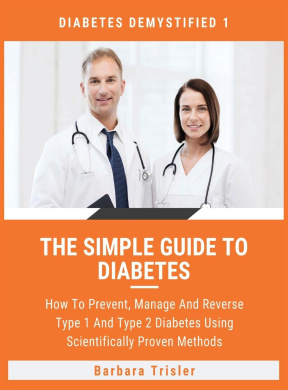 DIABETES DEMYSTIFIED 1
THE SIMPLE GUIDE TO
DIABETES
How To Prevent, Manage And Reverse
Type 1 And Type 2 Diabetes Using
Scientifically Proven Methods
Barbara Trisler